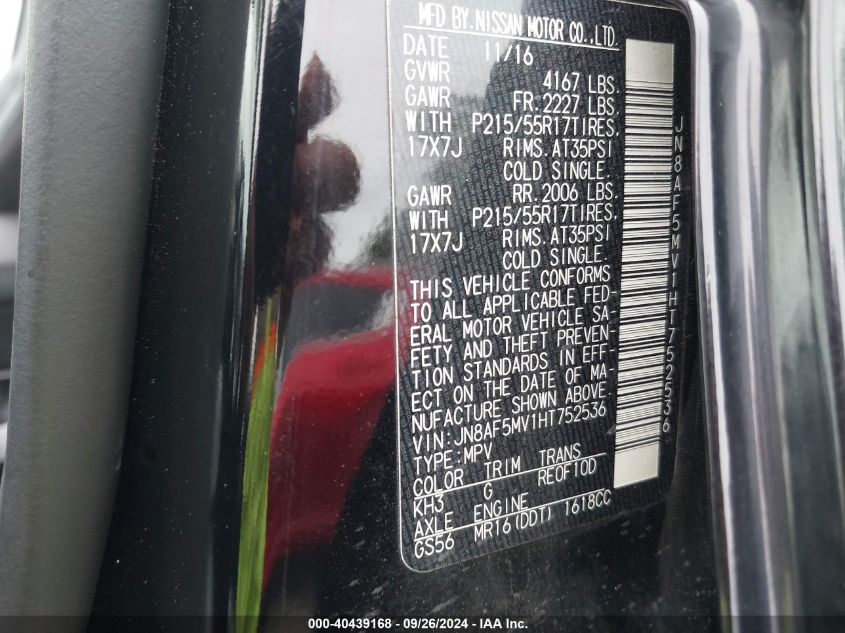 MFD BY. NISSAN MOTOR CO.,LTD.
DATE 11/16
GVWR 4167 LBS.
GAWR FR. 2227 LBS.
WITH P215/55R17TIRES.
17X7J RIMS. AT35PSI
COLD SINGLE.
GAWR RR. 2006 LBS.
WITH P215/55R17TIRES.
17X7J RIMS. AT35PSI
COLD SINGLE.
THIS VEHICLE CONFORMS
TO ALL APPLICABLE FED-
ERAL MOTOR VEHICLE SA-
FETY AND THEFT PREVEN-
TION STANDARDS IN EFF-
ECT ON THE DATE OF MA-
NUFACTURE SHOWN ABOVE
VIN: JN8AF5MV1HT752536
TYPE: MPV
COLOR TRIM TRANS
KH3 G RE0F10D
AXLE ENGINE
GS56 MR16(DDT) 1618CC
JN8AF5MV1HT752536
000-40439168 - 09/26/2024 - IAA Inc.